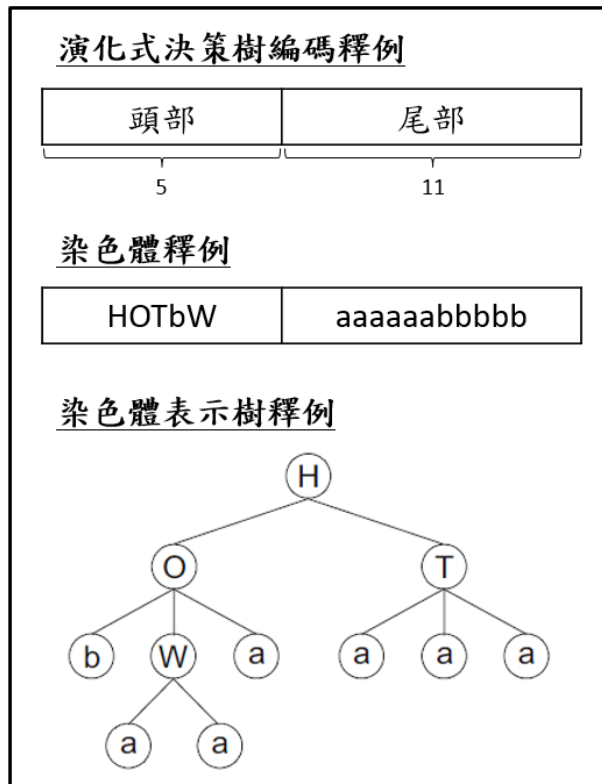 演化式決策樹編碼釋例
頭部 尾部
5 11
染色體釋例
HOTbW aaaaaabbbbb
染色體表示樹釋例
H
O T
b W a a a a
a a